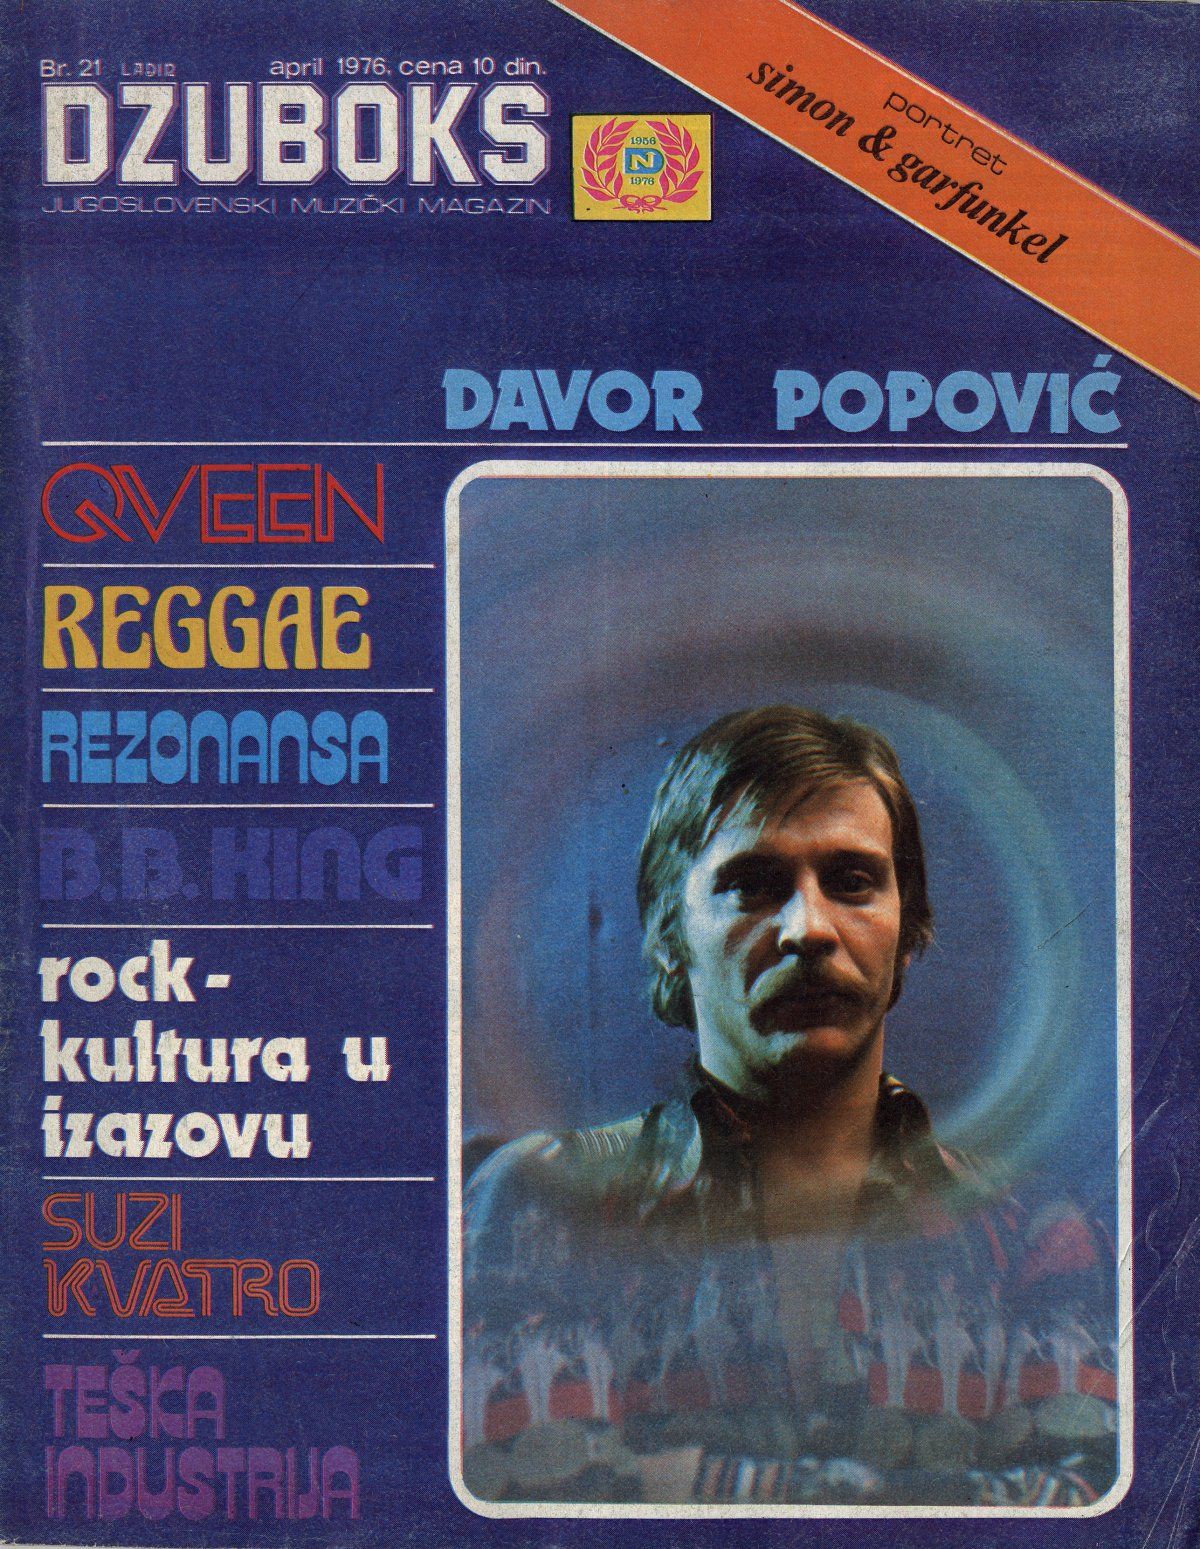 Br. 21
april 1976. cena 10 din.
DZUBOKS
JUGOSLOVENSKI MUZIČKI MAGAZIN
1956
ND
1976
portret
simon & garfunkel
DAVOR POPOVIĆ
QVEEN
REGGAE
REZONANSA
B.B. KING
rock-
kultura u
izazovu
SUZI
KVATRO
TEŠKA
INDUSTRIJA